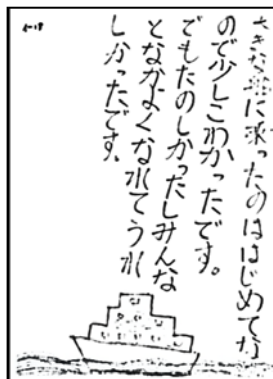 きな船に乗ったのははじめてな
ので少しこわかったです。
でもたのしかったしみんな
となかよくなれてうれ
しかったです。